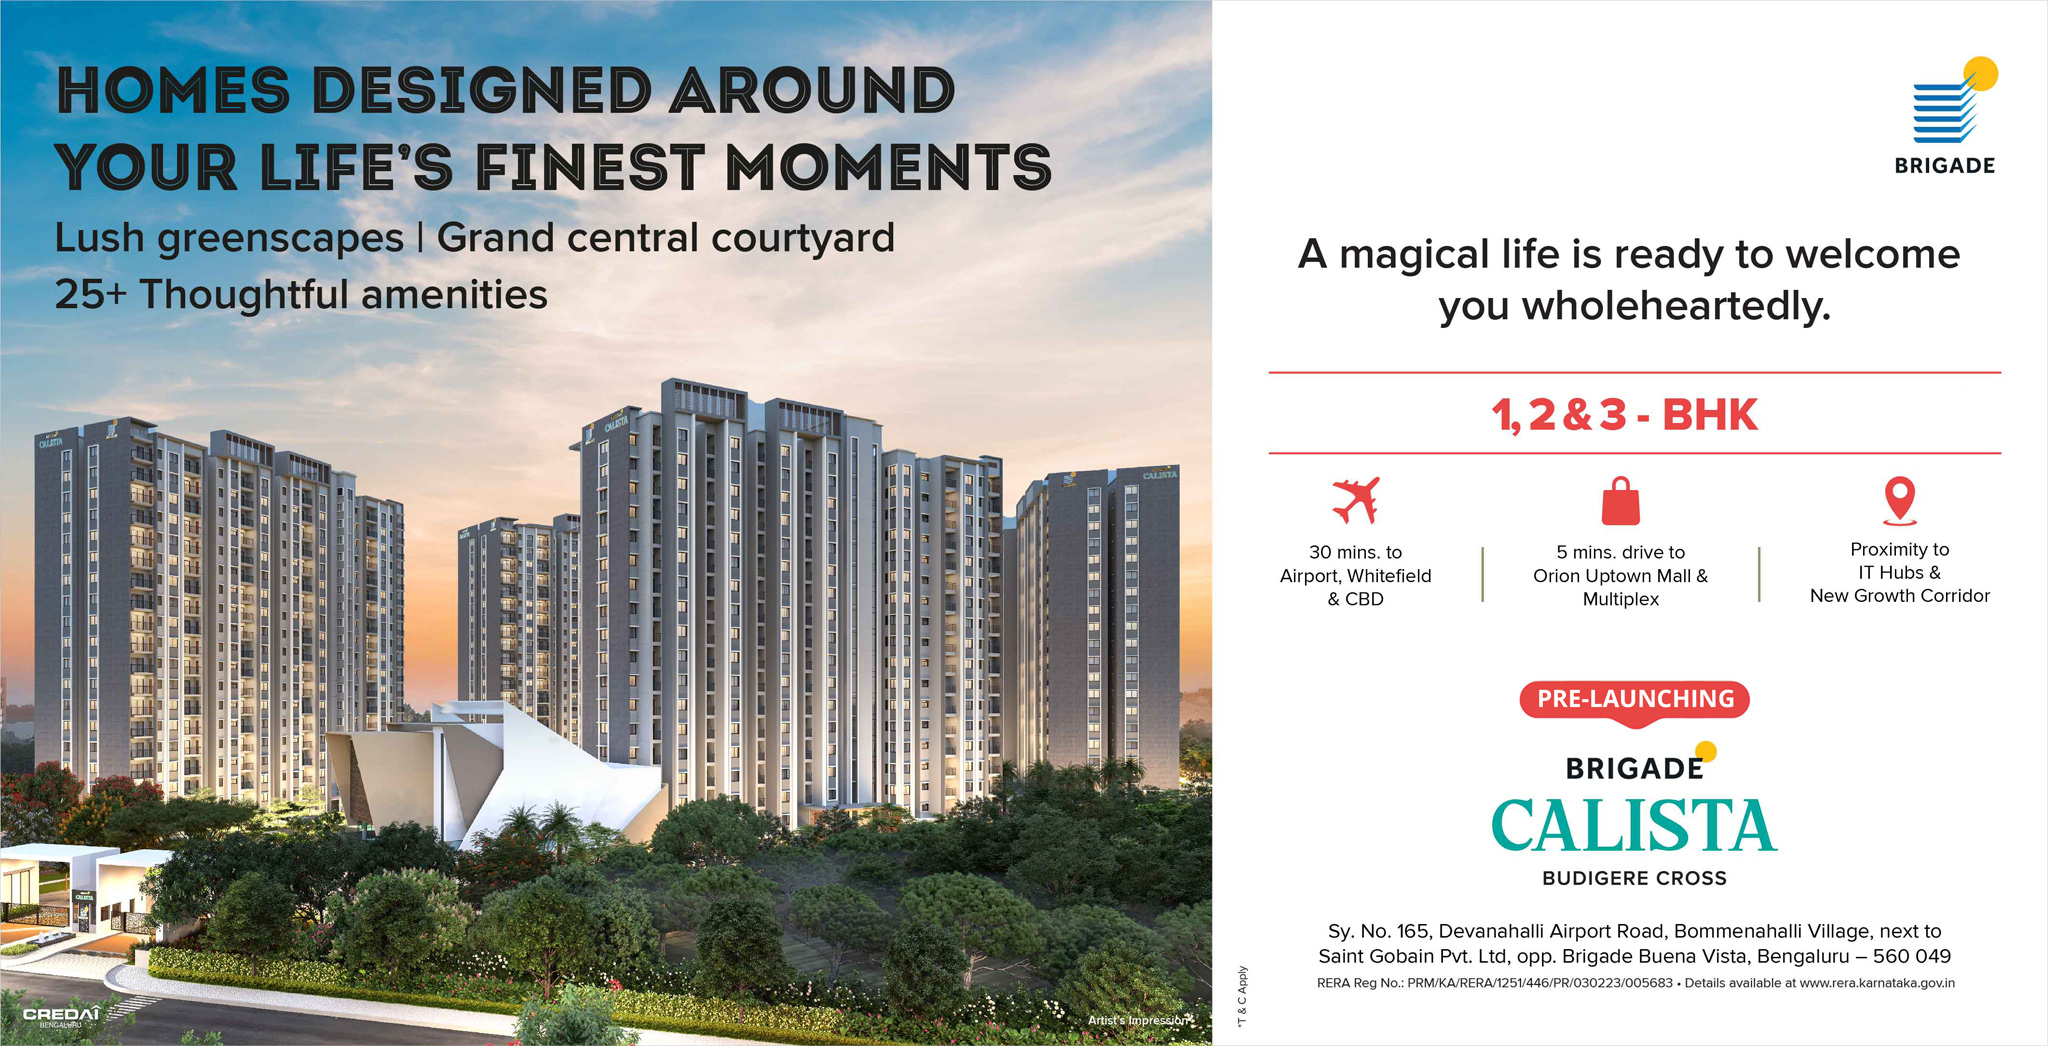 HOMES DESIGNED AROUND
YOUR LIFE'S FINEST MOMENTS
Lush greenscapes | Grand central courtyard
25+ Thoughtful amenities
CALISTA
CALISTA
CALISTA
CALISTA
CREDAI
BENGALURU
Artist's Impression
BRIGADE
A magical life is ready to welcome
you wholeheartedly.
1, 2 & 3 - BHK
30 mins. to
Airport, Whitefield
& CBD
5 mins. drive to
Orion Uptown Mall &
Multiplex
Proximity to
IT Hubs &
New Growth Corridor
PRE-LAUNCHING
BRIGADE
CALISTA
BUDIGERE CROSS
Sy. No. 165, Devanahalli Airport Road, Bommenahalli Village, next to
Saint Gobain Pvt. Ltd, opp. Brigade Buena Vista, Bengaluru – 560 049
RERA Reg No.: PRM/KA/RERA/1251/446/PR/030223/005683 • Details available at www.rera.karnataka.gov.in
*T & C Apply